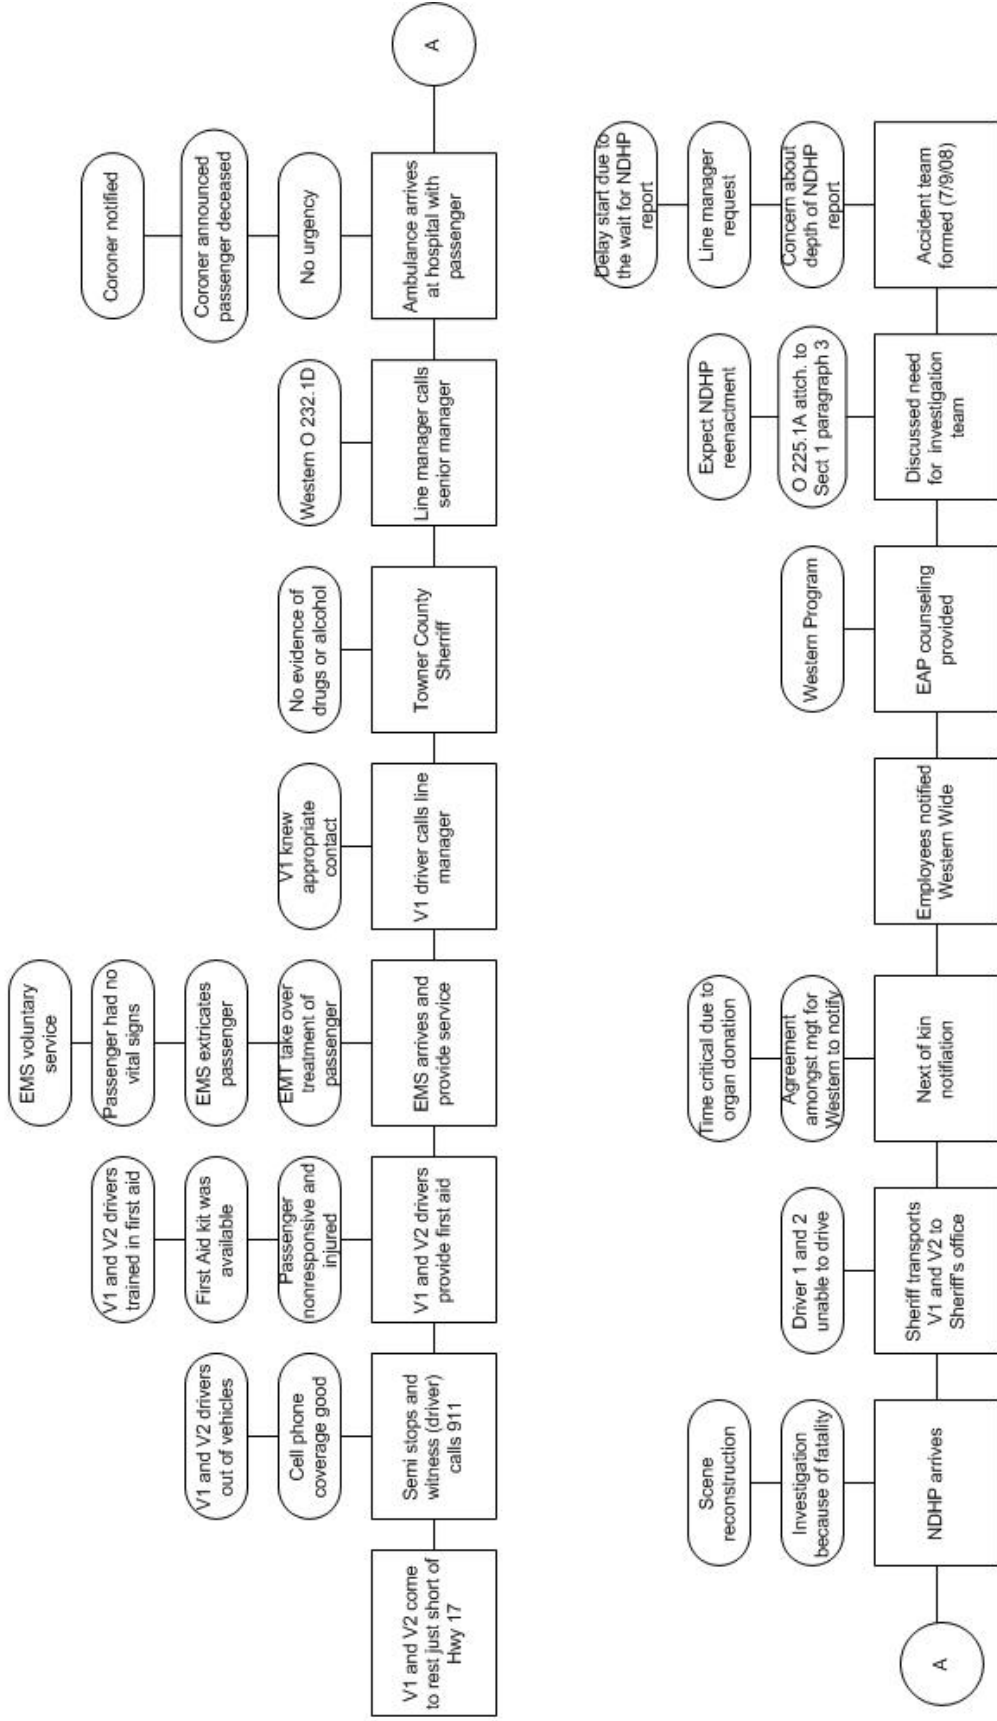 Coroner notified
Coroner announced
passenger deceased
No urgency
Ambulance arrives
at hospital with
passenger
A
Western O 232.1D
Line manager calls
senior manager
No evidence of
drugs or alcohol
Towner County
Sherriff
V1 knew
appropriate
contact
V1 driver calls line
manager
EMS voluntary
service
Passenger had no
vital signs
EMS extricates
passenger
EMT take over
treatment of
passenger
EMS arrives and
provide service
V1 and V2 drivers
trained in first aid
First Aid kit was
available
Passenger
nonresponsive and
injured
V1 and V2 drivers
provide first aid
V1 and V2 drivers
out of vehicles
Cell phone
coverage good
Semi stops and
witness (driver)
calls 911
V1 and V2 come
to rest just short of
Hwy 17
Delay start due to
the wait for NDHP
report
Line manager
request
Concern about
depth of NDHP
report
Accident team
formed (7/9/08)
Expect NDHP
reenactment
O 225.1A attch. to
Sect 1 paragraph 3
Discussed need
for investigation
team
Western Program
EAP counseling
provided
Employees notified
Western Wide
Time critical due to
organ donation
Agreement
amongst mgt for
Western to notify
Next of kin
notifiation
Driver 1 and 2
unable to drive
Sheriff transports
V1 and V2 to
Sheriff's office
Scene
reconstruction
Investigation
because of fatality
NDHP arrives
A